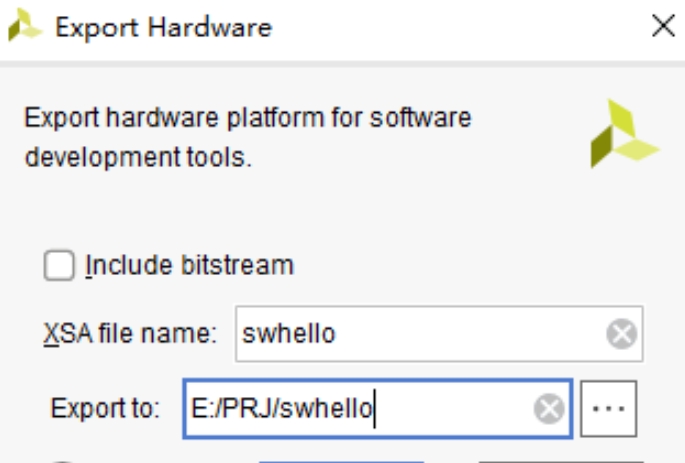 Export Hardware
Export hardware platform for software
development tools.
Include bitstream
XSA file name: swhello
Export to: E:/PRJ/swhello
...